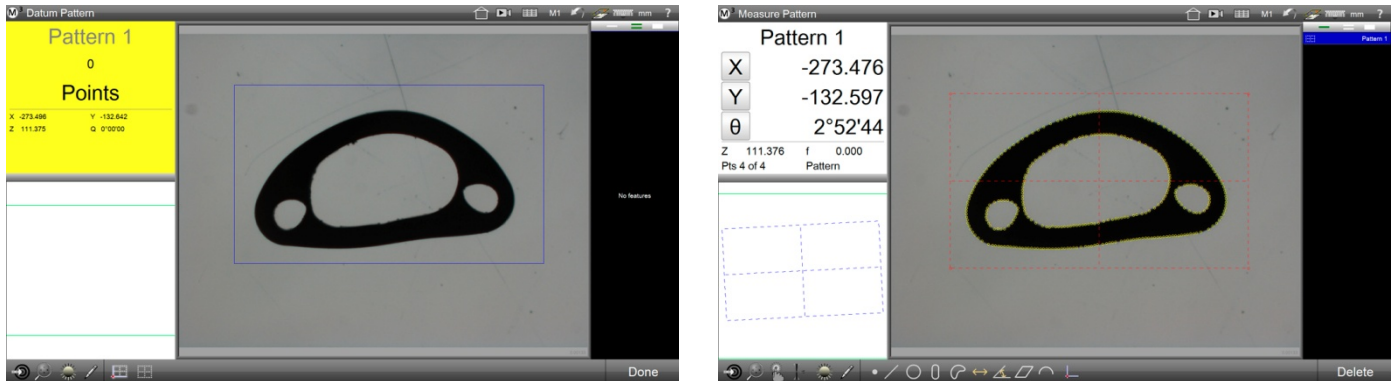 M³ Datum Pattern
M1
mm
?
Pattern 1
0
Points
X -273.496 Y -132.642
Z 111.375 Q 0°00'00
No features
Done
M³ Measure Pattern
M1
mm
?
Pattern 1
X -273.476
Y -132.597
θ 2°52'44
Z 111.376 f 0.000
Pts 4 of 4 Pattern
Pattern 1
Delete